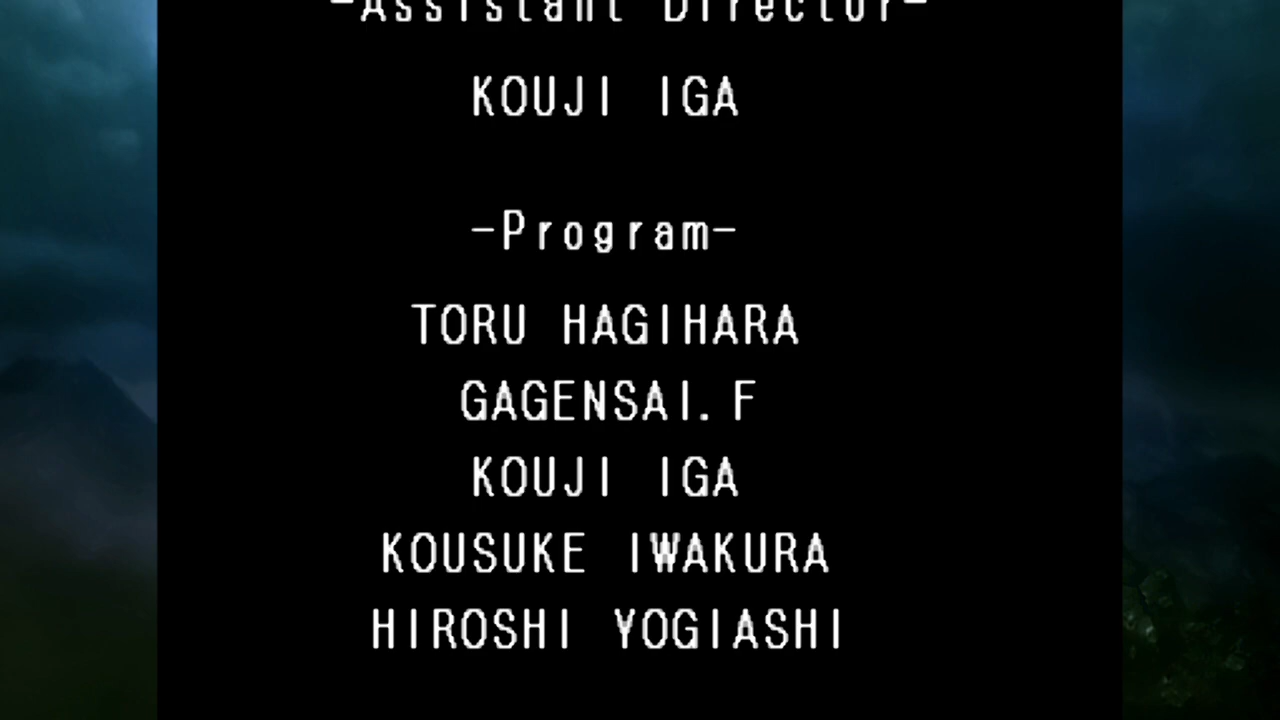 -Assistant Director-
KOUJI IGA
-Program-
TORU HAGIHARA
GAGENSAI.F
KOUJI IGA
KOUSUKE IWAKURA
HIROSHI YOGIASHI